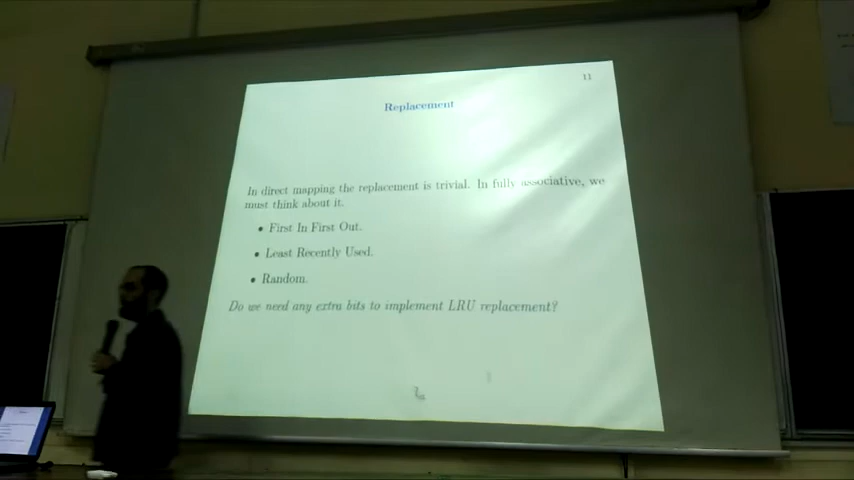 11
Replacement
In direct mapping the replacement is trivial. In fully associative, we
must think about it.
• First In First Out.
• Least Recently Used.
• Random.
Do we need any extra bits to implement LRU replacement?